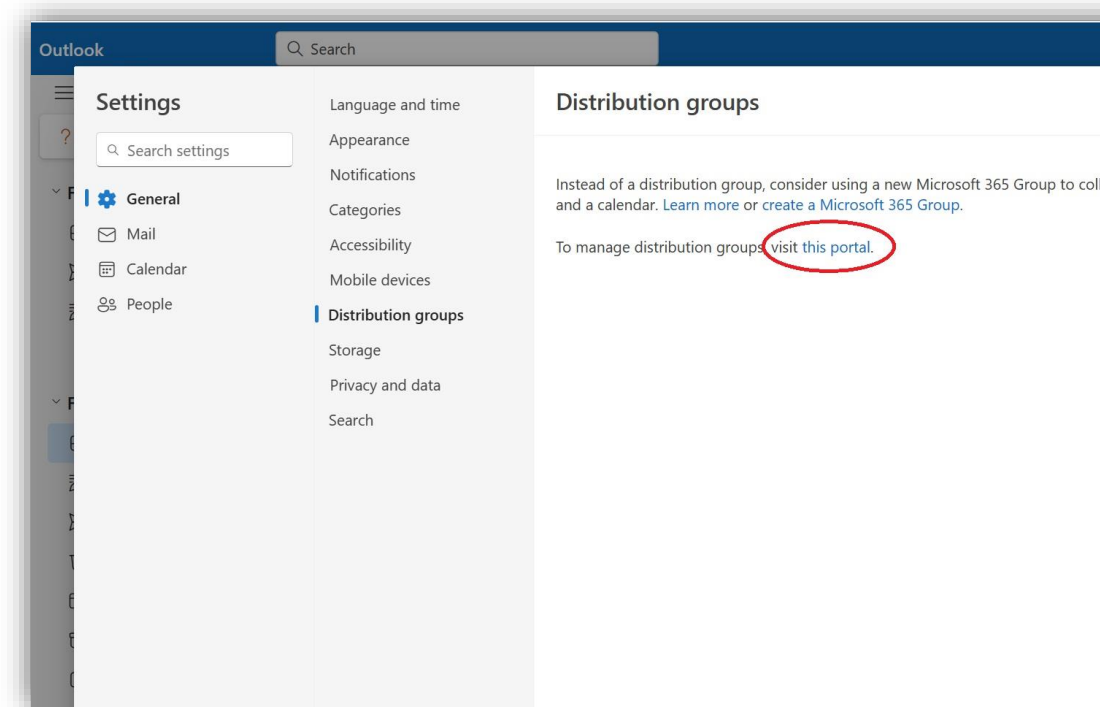 Outlook
Search
Settings
Search settings
General
Mail
Calendar
People
Language and time
Appearance
Notifications
Categories
Accessibility
Mobile devices
Distribution groups
Storage
Privacy and data
Search
Distribution groups
Instead of a distribution group, consider using a new Microsoft 365 Group to
and a calendar. Learn more or create a Microsoft 365 Group.
To manage distribution groups, visit this portal.